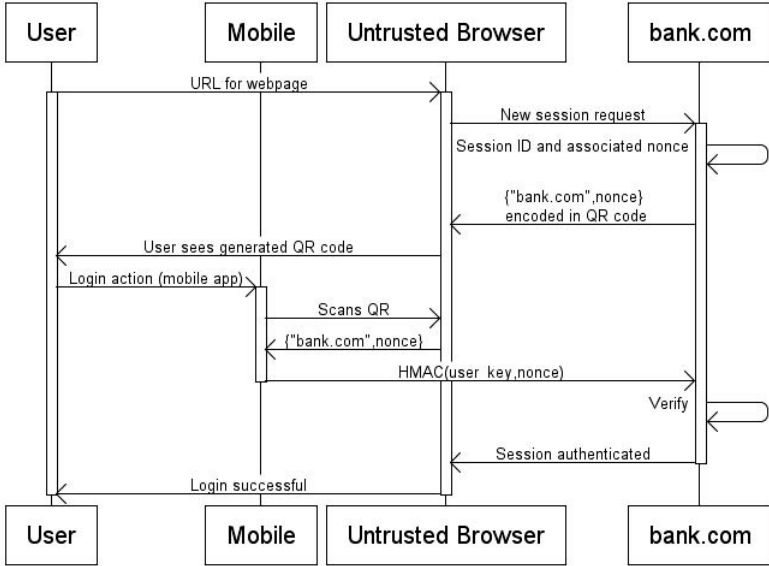 User
Mobile
Untrusted Browser
bank.com
URL for webpage
New session request
Session ID and associated nonce
{"bank.com",nonce}
encoded in QR code
User sees generated QR code
Login action (mobile app)
Scans QR
{"bank.com",nonce}
HMAC(user_key,nonce)
Verify
Session authenticated
Login successful
User
Mobile
Untrusted Browser
bank.com